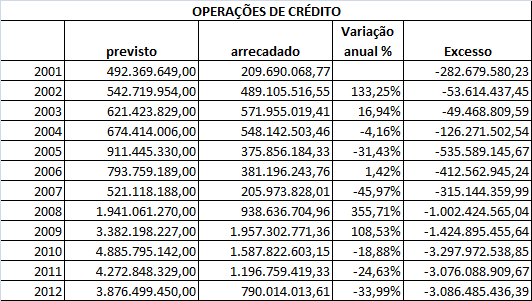 OPERAÇÕES DE CRÉDITO
previsto arrecadado Variação anual % Excesso
2001 492.369.649,00 209.690.068,77 -282.679.580,23
2002 542.719.954,00 489.105.516,55 133,25% -53.614.437,45
2003 621.423.829,00 571.955.019,41 16,94% -49.468.809,59
2004 674.414.006,00 548.142.503,46 -4,16% -126.271.502,54
2005 911.445.330,00 375.856.184,33 -31,43% -535.589.145,67
2006 793.759.189,00 381.196.243,76 1,42% -412.562.945,24
2007 521.118.188,00 205.973.828,01 -45,97% -315.144.359,99
2008 1.941.061.270,00 938.636.704,96 355,71% -1.002.424.565,04
2009 3.382.198.227,00 1.957.302.771,36 108,53% -1.424.895.455,64
2010 4.885.795.142,00 1.587.822.603,15 -18,88% -3.297.972.538,85
2011 4.272.848.329,00 1.196.759.419,33 -24,63% -3.076.088.909,67
2012 3.876.499.450,00 790.014.013,61 -33,99% -3.086.485.436,39